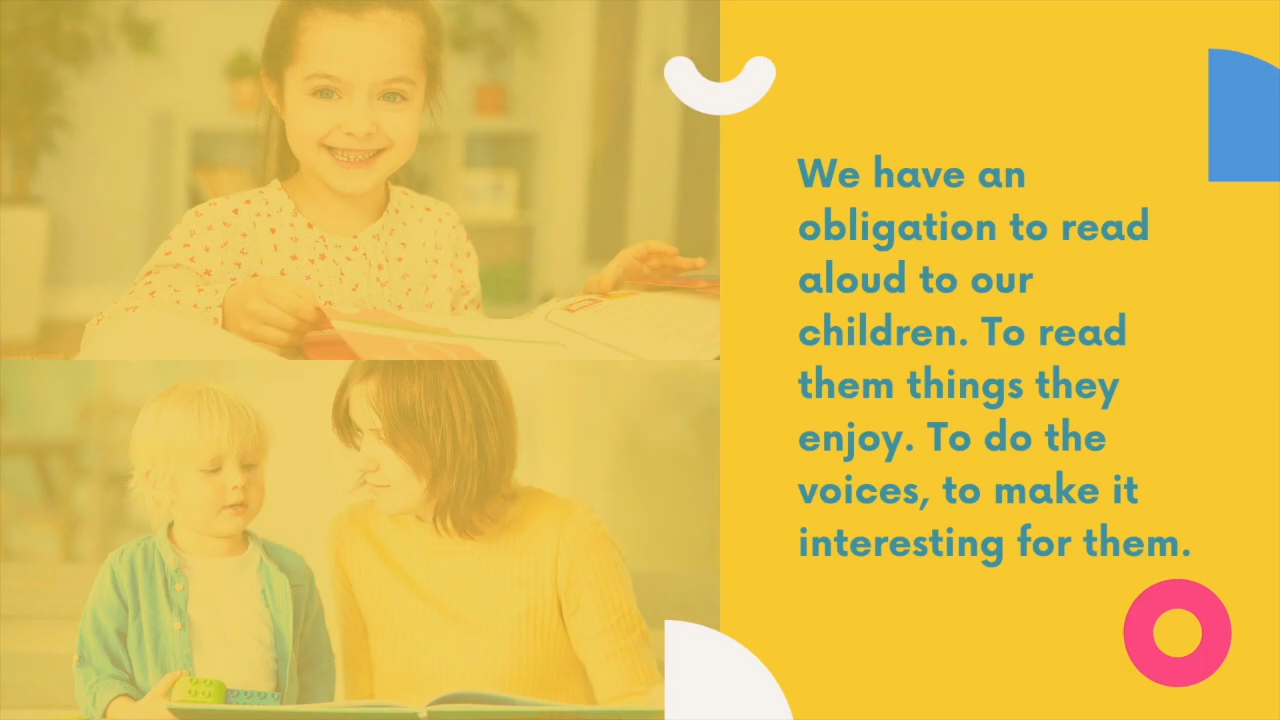 We have an
obligation to read
aloud to our
children. To read
them things they
enjoy. To do the
voices, to make it
interesting for them.